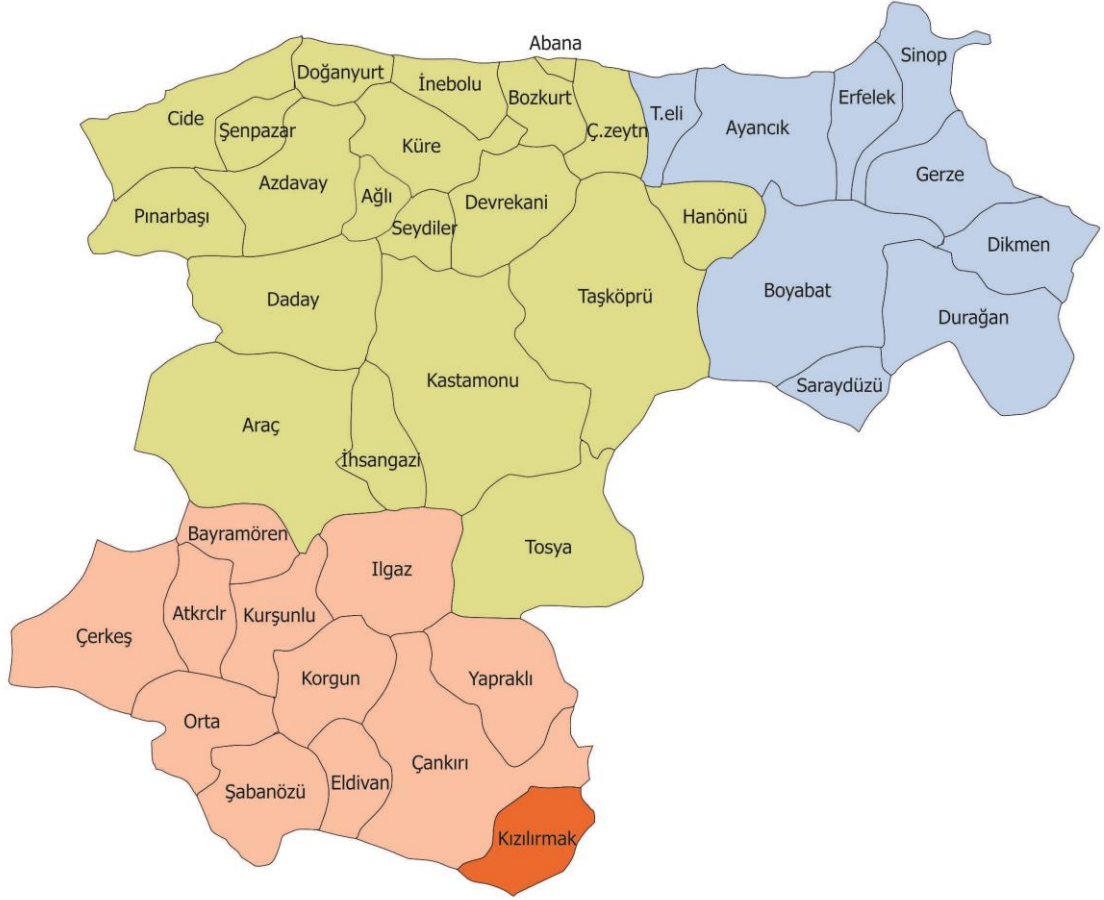 Abana
Sinop
Doğanyurt
İnebolu
Bozkurt
Erfelek
Cide
Şenpazar
T.eli
Ayancık
Ç.zeytn
Küre
Azdavay
Ağlı
Devrekani
Gerze
Pınarbaşı
Seydiler
Hanönü
Dikmen
Daday
Taşköprü
Boyabat
Durağan
Kastamonu
Saraydüzü
Araç
İhsangazi
Bayramören
Tosya
Ilgaz
Atkrclr
Kurşunlu
Çerkeş
Korgun
Yapraklı
Orta
Çankırı
Şabanözü
Eldivan
Kızılırmak